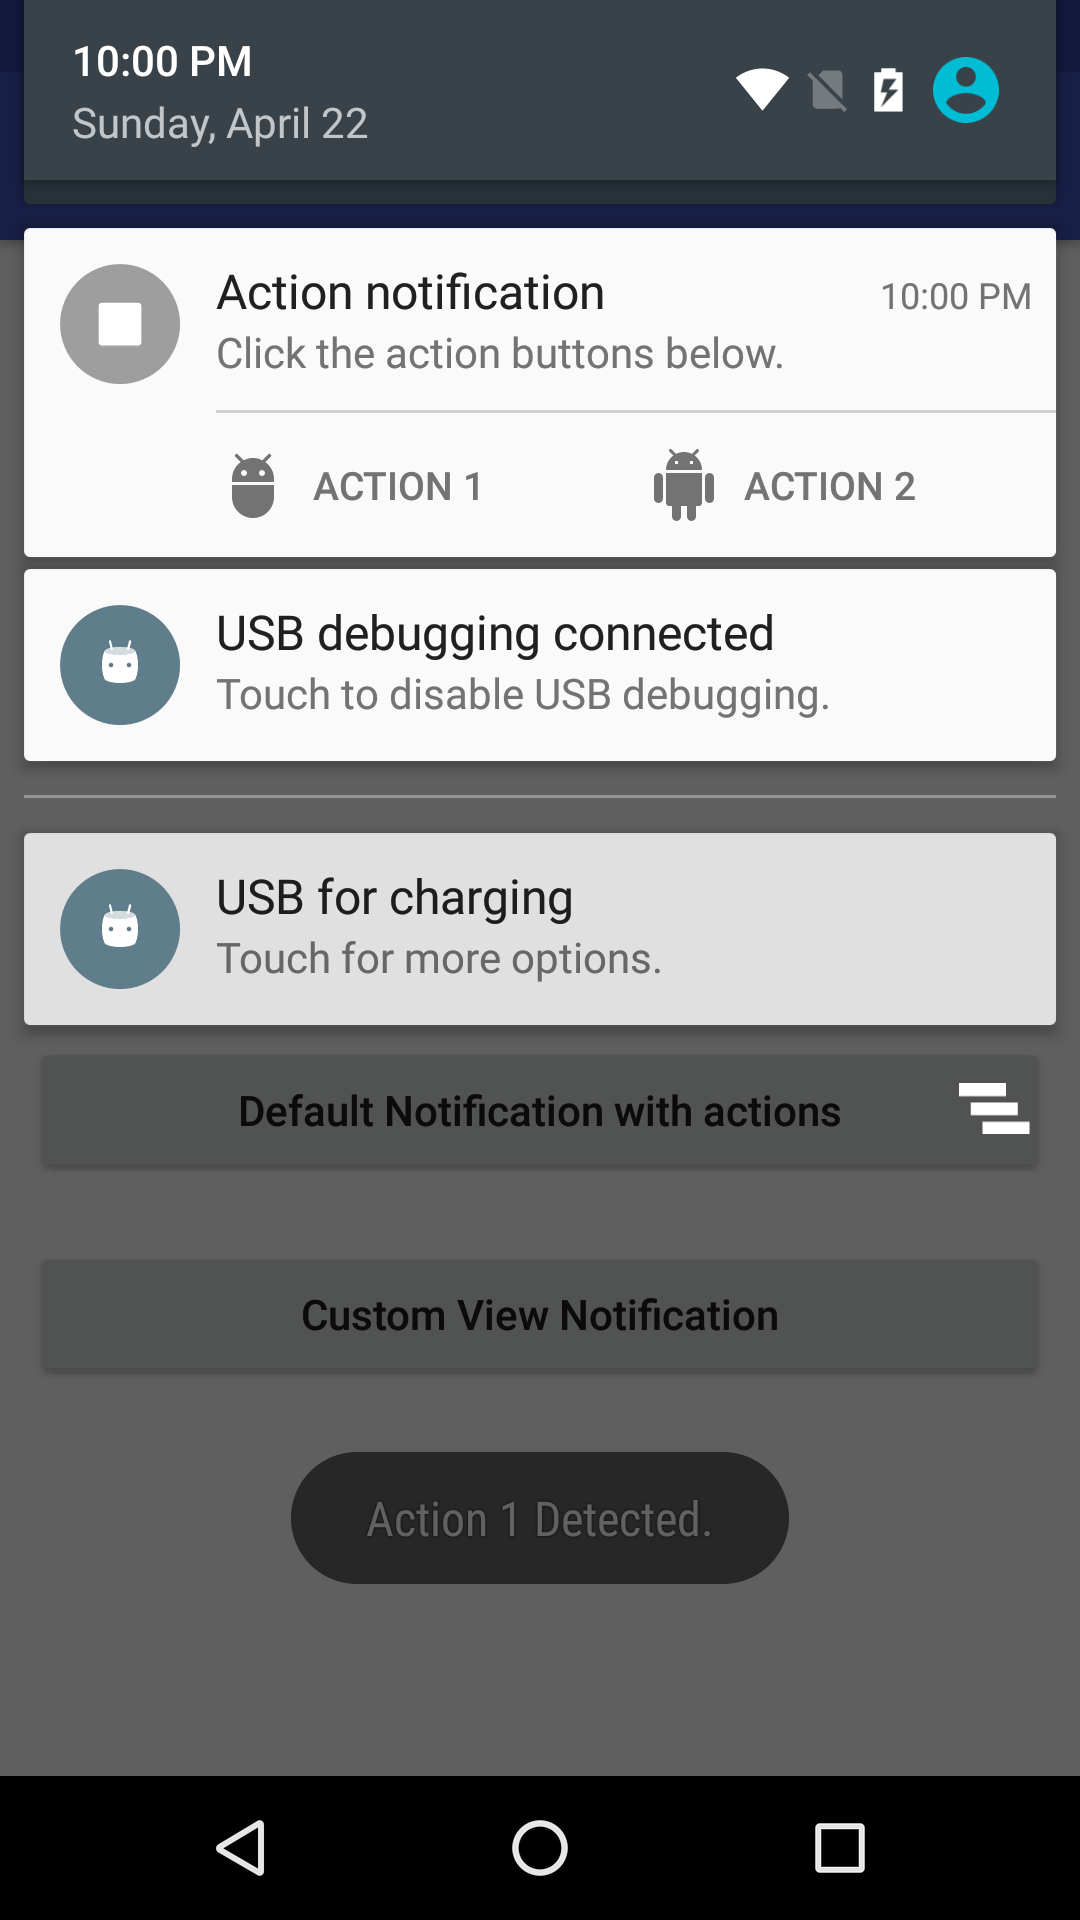 10:00 PM
Sunday, April 22
Action notification 10:00 PM
Click the action buttons below.
ACTION 1 ACTION 2
USB debugging connected
Touch to disable USB debugging.
USB for charging
Touch for more options.
Default Notification with actions
Custom View Notification
Action 1 Detected.